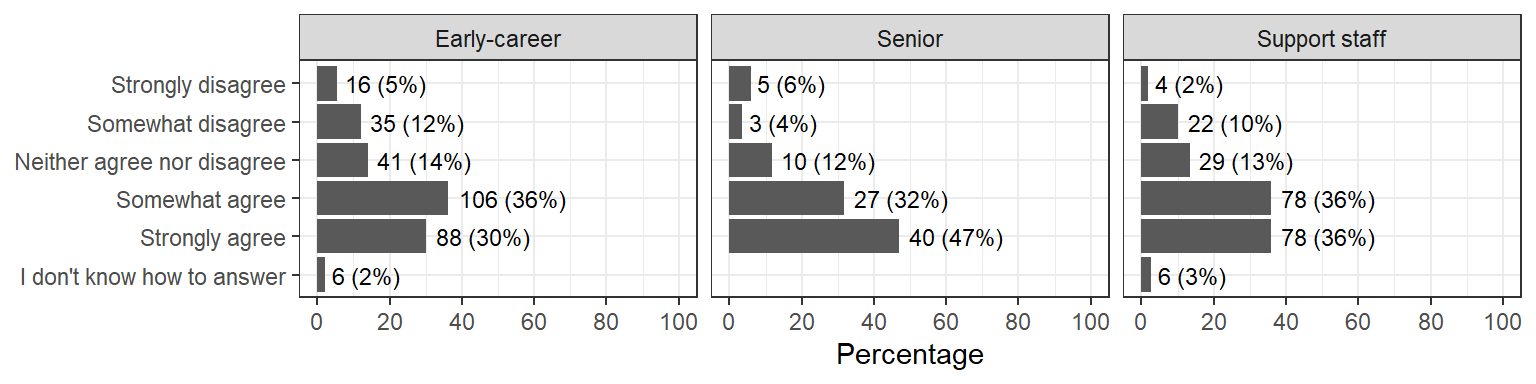 Early-career Senior Support staff
Strongly disagree 16 (5%) 5 (6%) 4 (2%)
Somewhat disagree 35 (12%) 3 (4%) 22 (10%)
Neither agree nor disagree 41 (14%) 10 (12%) 29 (13%)
Somewhat agree 106 (36%) 27 (32%) 78 (36%)
Strongly agree 88 (30%) 40 (47%) 78 (36%)
I don't know how to answer 6 (2%) 6 (3%)
0 20 40 60 80 100 0 20 40 60 80 100 0 20 40 60 80 100
Percentage